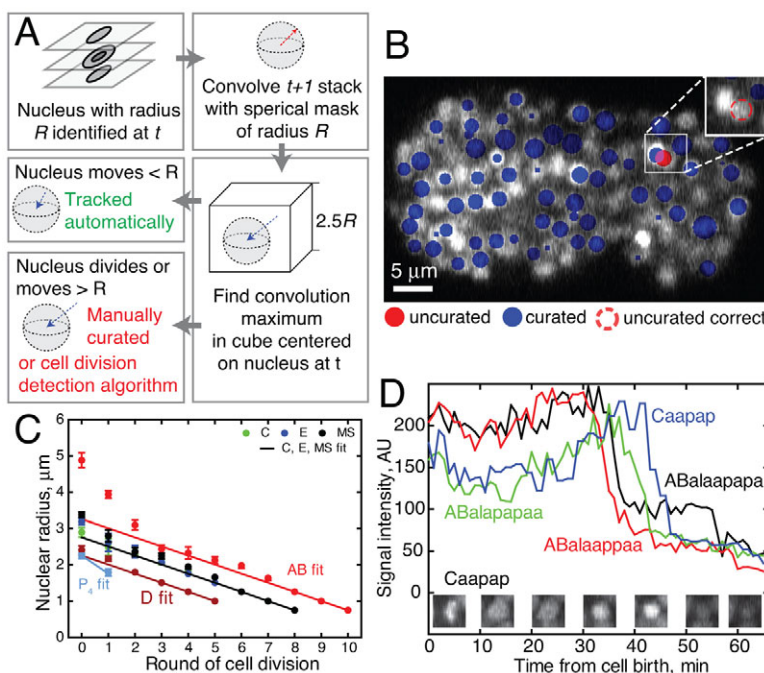 A
Nucleus with radius
R identified at t
Convolve t+1 stack
with sperical mask
of radius R
Nucleus moves < R
Tracked
automatically
2.5R
Nucleus divides or
moves > R
Manually
curated
or cell division
detection algorithm
Find convolution
maximum
in cube centered
on nucleus at t
B
5 μm
uncurated
curated
uncurated correct
C
C
E
MS
C, E, MS fit
Nuclear radius, μm
6
5
4
3
2
1
0
AB fit
P4 fit
D fit
0 1 2 3 4 5 6 7 8 9 10
Round of cell division
D
Signal intensity, AU
200
150
100
50
0
Caapap
ABalaapapa
ABalapapaa
ABalaappaa
Caapap
0 10 20 30 40 50 60
Time from cell birth, min